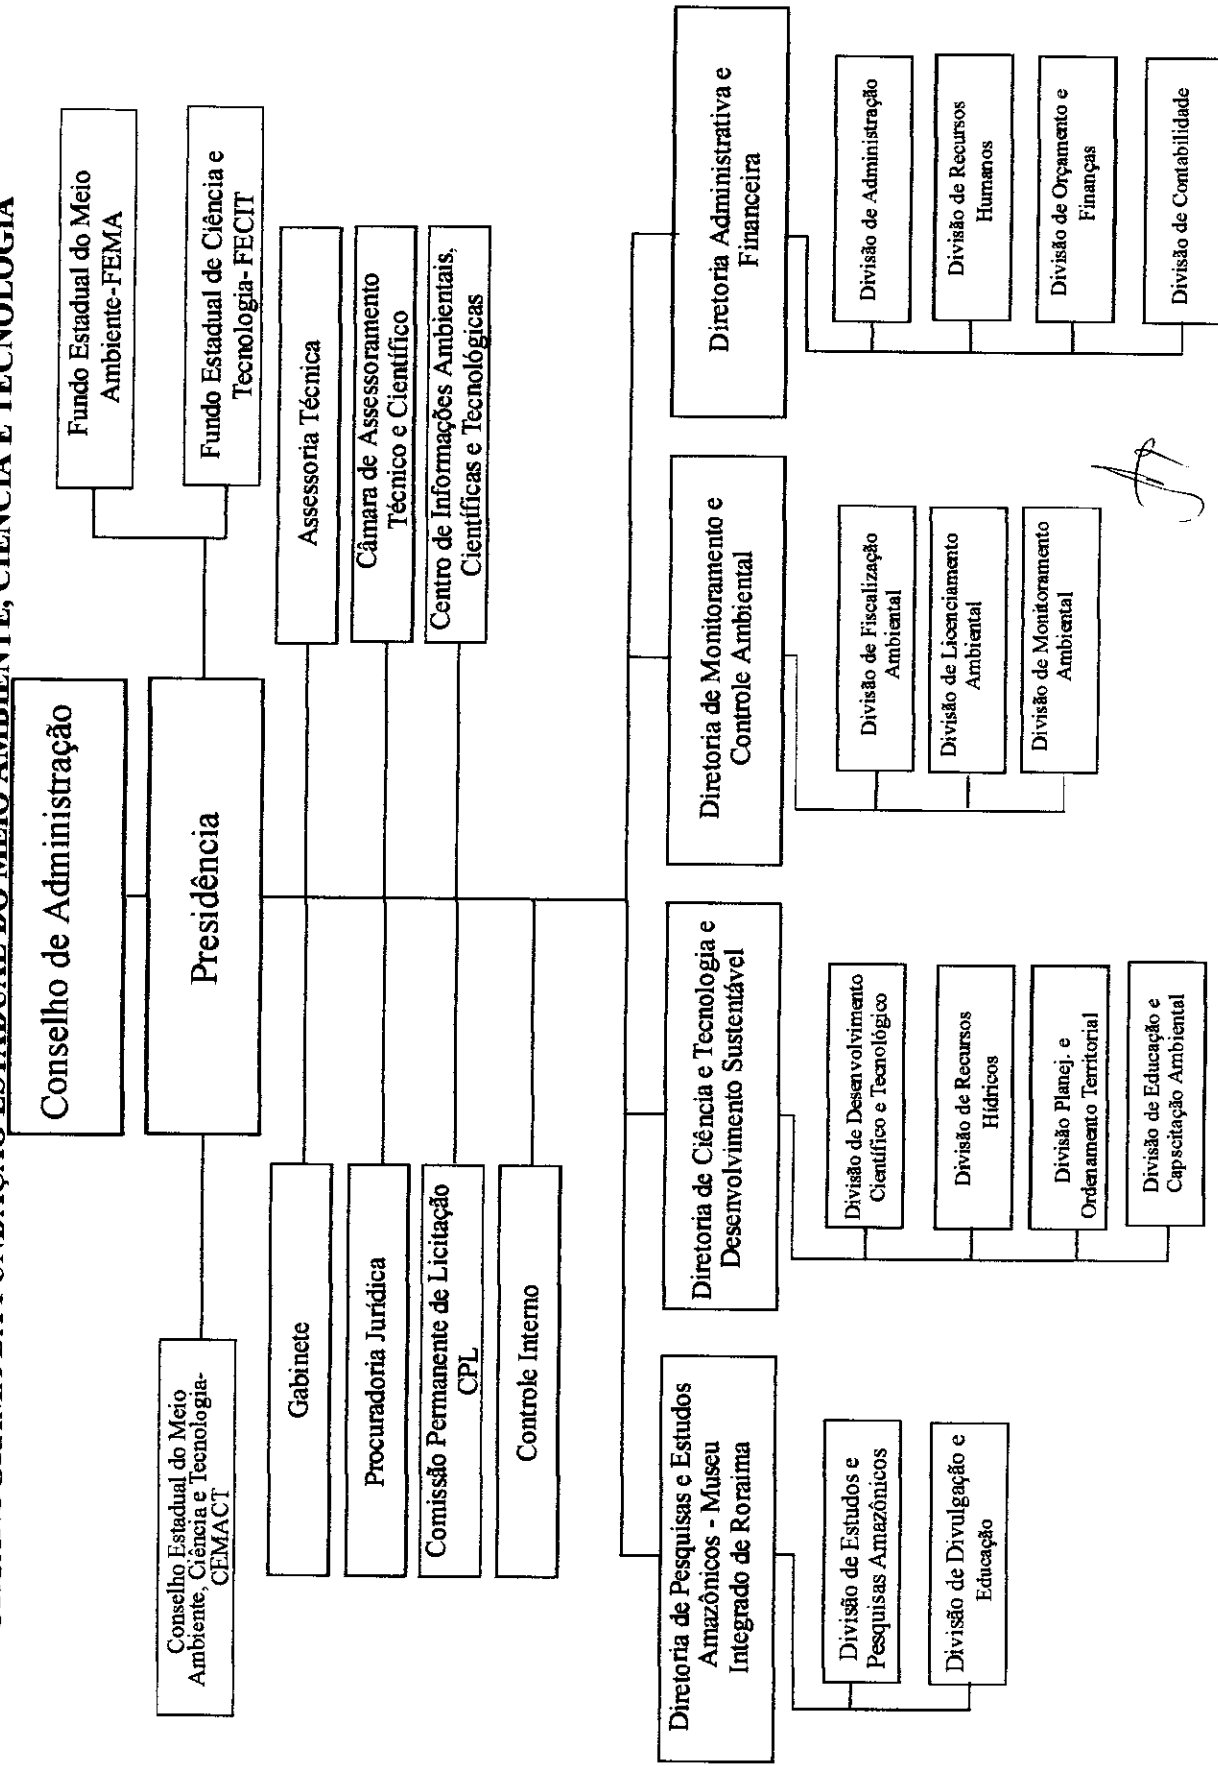 ESTADUAL DO MEIO AMBIENTE, CIÊNCIA E TECNOLOGIA
Conselho de Administração
Presidência
Conselho Estadual do Meio
Ambiente, Ciência e Tecnologia-
CEMACT
Fundo Estadual do Meio
Ambiente-FEMA
Fundo Estadual de Ciência e
Tecnologia- FECIT
Gabinete
Assessoria Técnica
Procuradoria Jurídica
Câmara de Assessoramento
Técnico e Científico
Comissão Permanente de Licitação
CPL
Centro de Informações Ambientais,
Científicas e Tecnológicas
Controle Interno
Diretoria de Pesquisas e Estudos
Amazônicos - Museu
Integrado de Roraima
Divisão de Estudos e
Pesquisas Amazônicos
Divisão de Divulgação e
Educação
Diretoria de Ciência e Tecnologia e
Desenvolvimento Sustentável
Divisão de Desenvolvimento
Científico e Tecnológico
Divisão de Recursos
Hídricos
Divisão Planej. e
Ordenamento Territorial
Divisão de Educação e
Capscitação Ambiental
Diretoria de Monitoramento e
Controle Ambiental
Divisão de Fiscalização
Ambiental
Divisão de Licenciamento
Ambiental
Divisão de Monitoramento
Ambiental
Diretoria Administrativa e
Financeira
Divisão de Administração
Divisão de Recursos
Humanos
Divisão de Orçamento e
Finanças
Divisão de Contabilidade